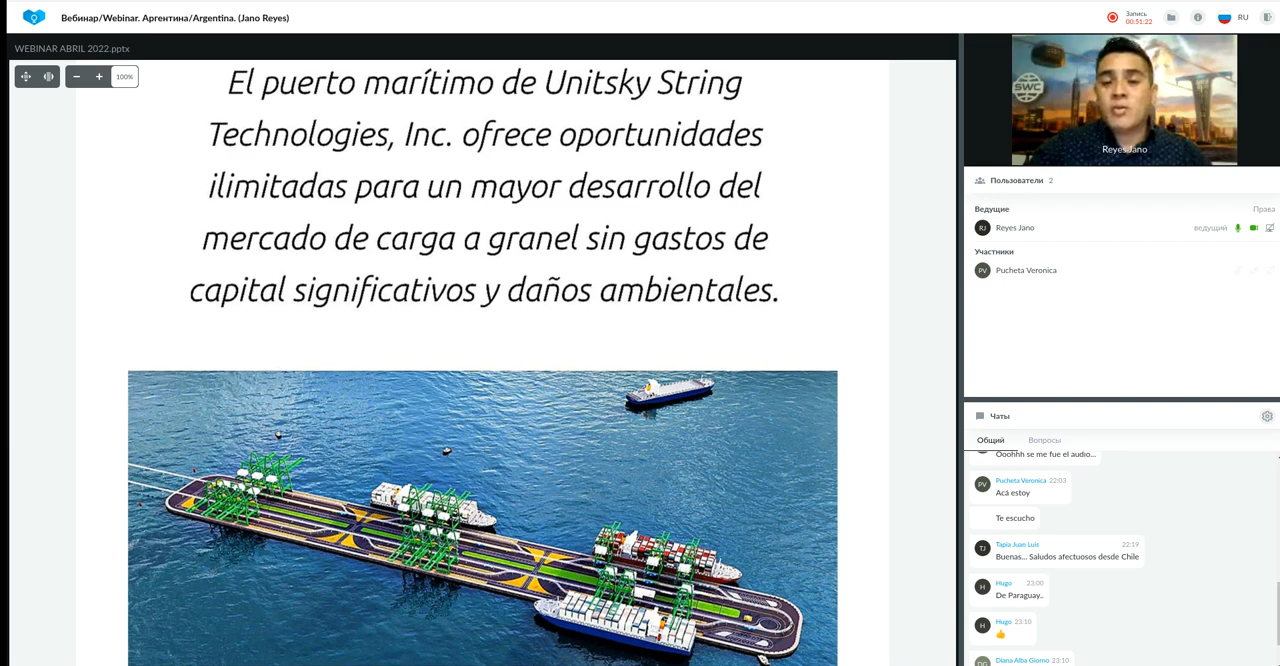 Вебинар/Webinar. Аргентина/Argentina. (Jano Reyes)
Запись
00:51:22
RU
WEBINAR ABRIL 2022.pptx
100%
El puerto marítimo de Unitsky String
Technologies, Inc. ofrece oportunidades
ilimitadas para un mayor desarrollo del
mercado de carga a granel sin gastos de
capital significativos y daños ambientales.
SWC
ReyesJano
Пользователи 2
Ведущие
Права
RJ
Reyes Jano
ведущий
Участники
PV
Pucheta Veronica
Чаты
Общий
Вопросы
Ooohhh se me fue el audio...
PV
Pucheta Veronica 22:03
Acá estoy
Te escucho
TJ
Tapia Juan Luis 22:19
Buenas... Saludos afectuosos desde Chile
H
Hugo 23:00
De Paraguay..
H
Hugo 23:10
👍
DG
Diana Alba Giorno 23:10